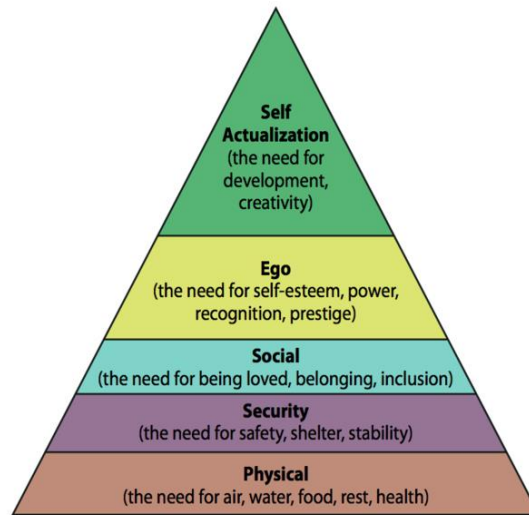 Self
Actualization
(the need for
development,
creativity)
Ego
(the need for self-esteem, power,
recognition, prestige)
Social
(the need for being loved, belonging, inclusion)
Security
(the need for safety, shelter, stability)
Physical
(the need for air, water, food, rest, health)